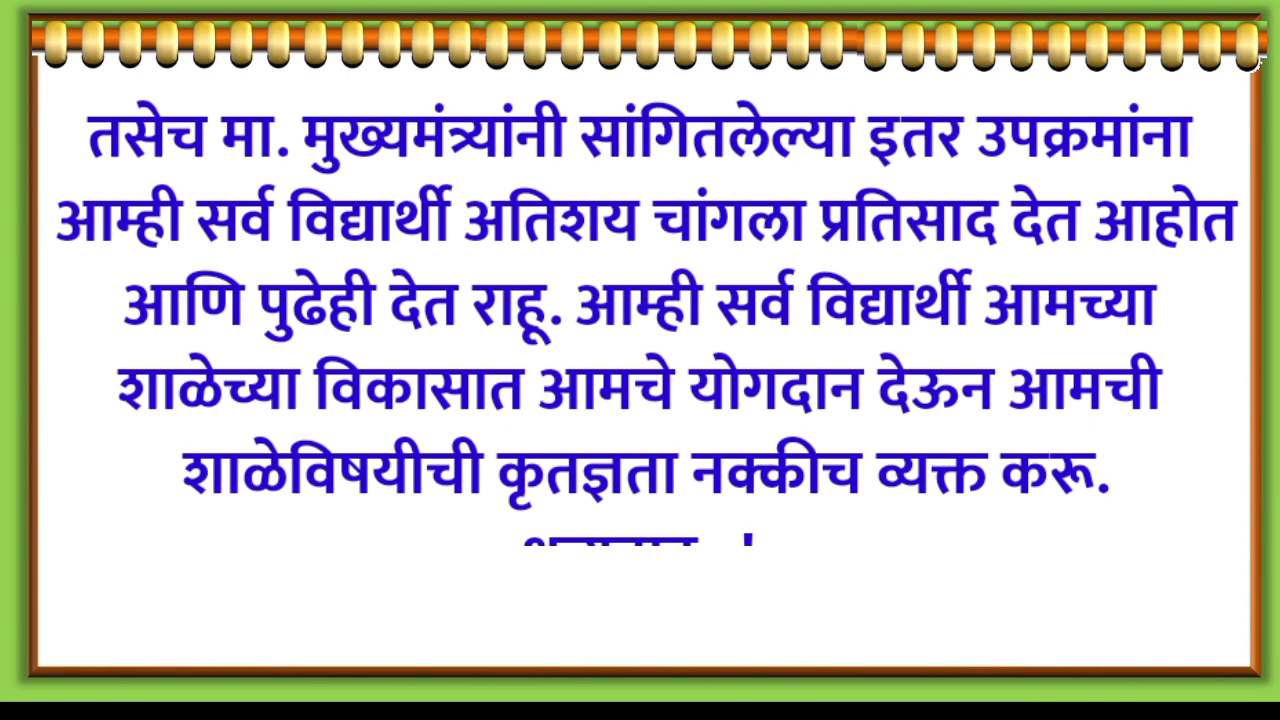 तसेच मा. मुख्यमंत्र्यांनी सांगितलेल्या इतर उपक्रमांना
आम्ही सर्व विद्यार्थी अतिशय चांगला प्रतिसाद देत आहोत
आणि पुढेही देत राहू. आम्ही सर्व विद्यार्थी आमच्या
शाळेच्या विकासात आमचे योगदान देऊन आमची
शाळेविषयीची कृतज्ञता नक्कीच व्यक्त करू.